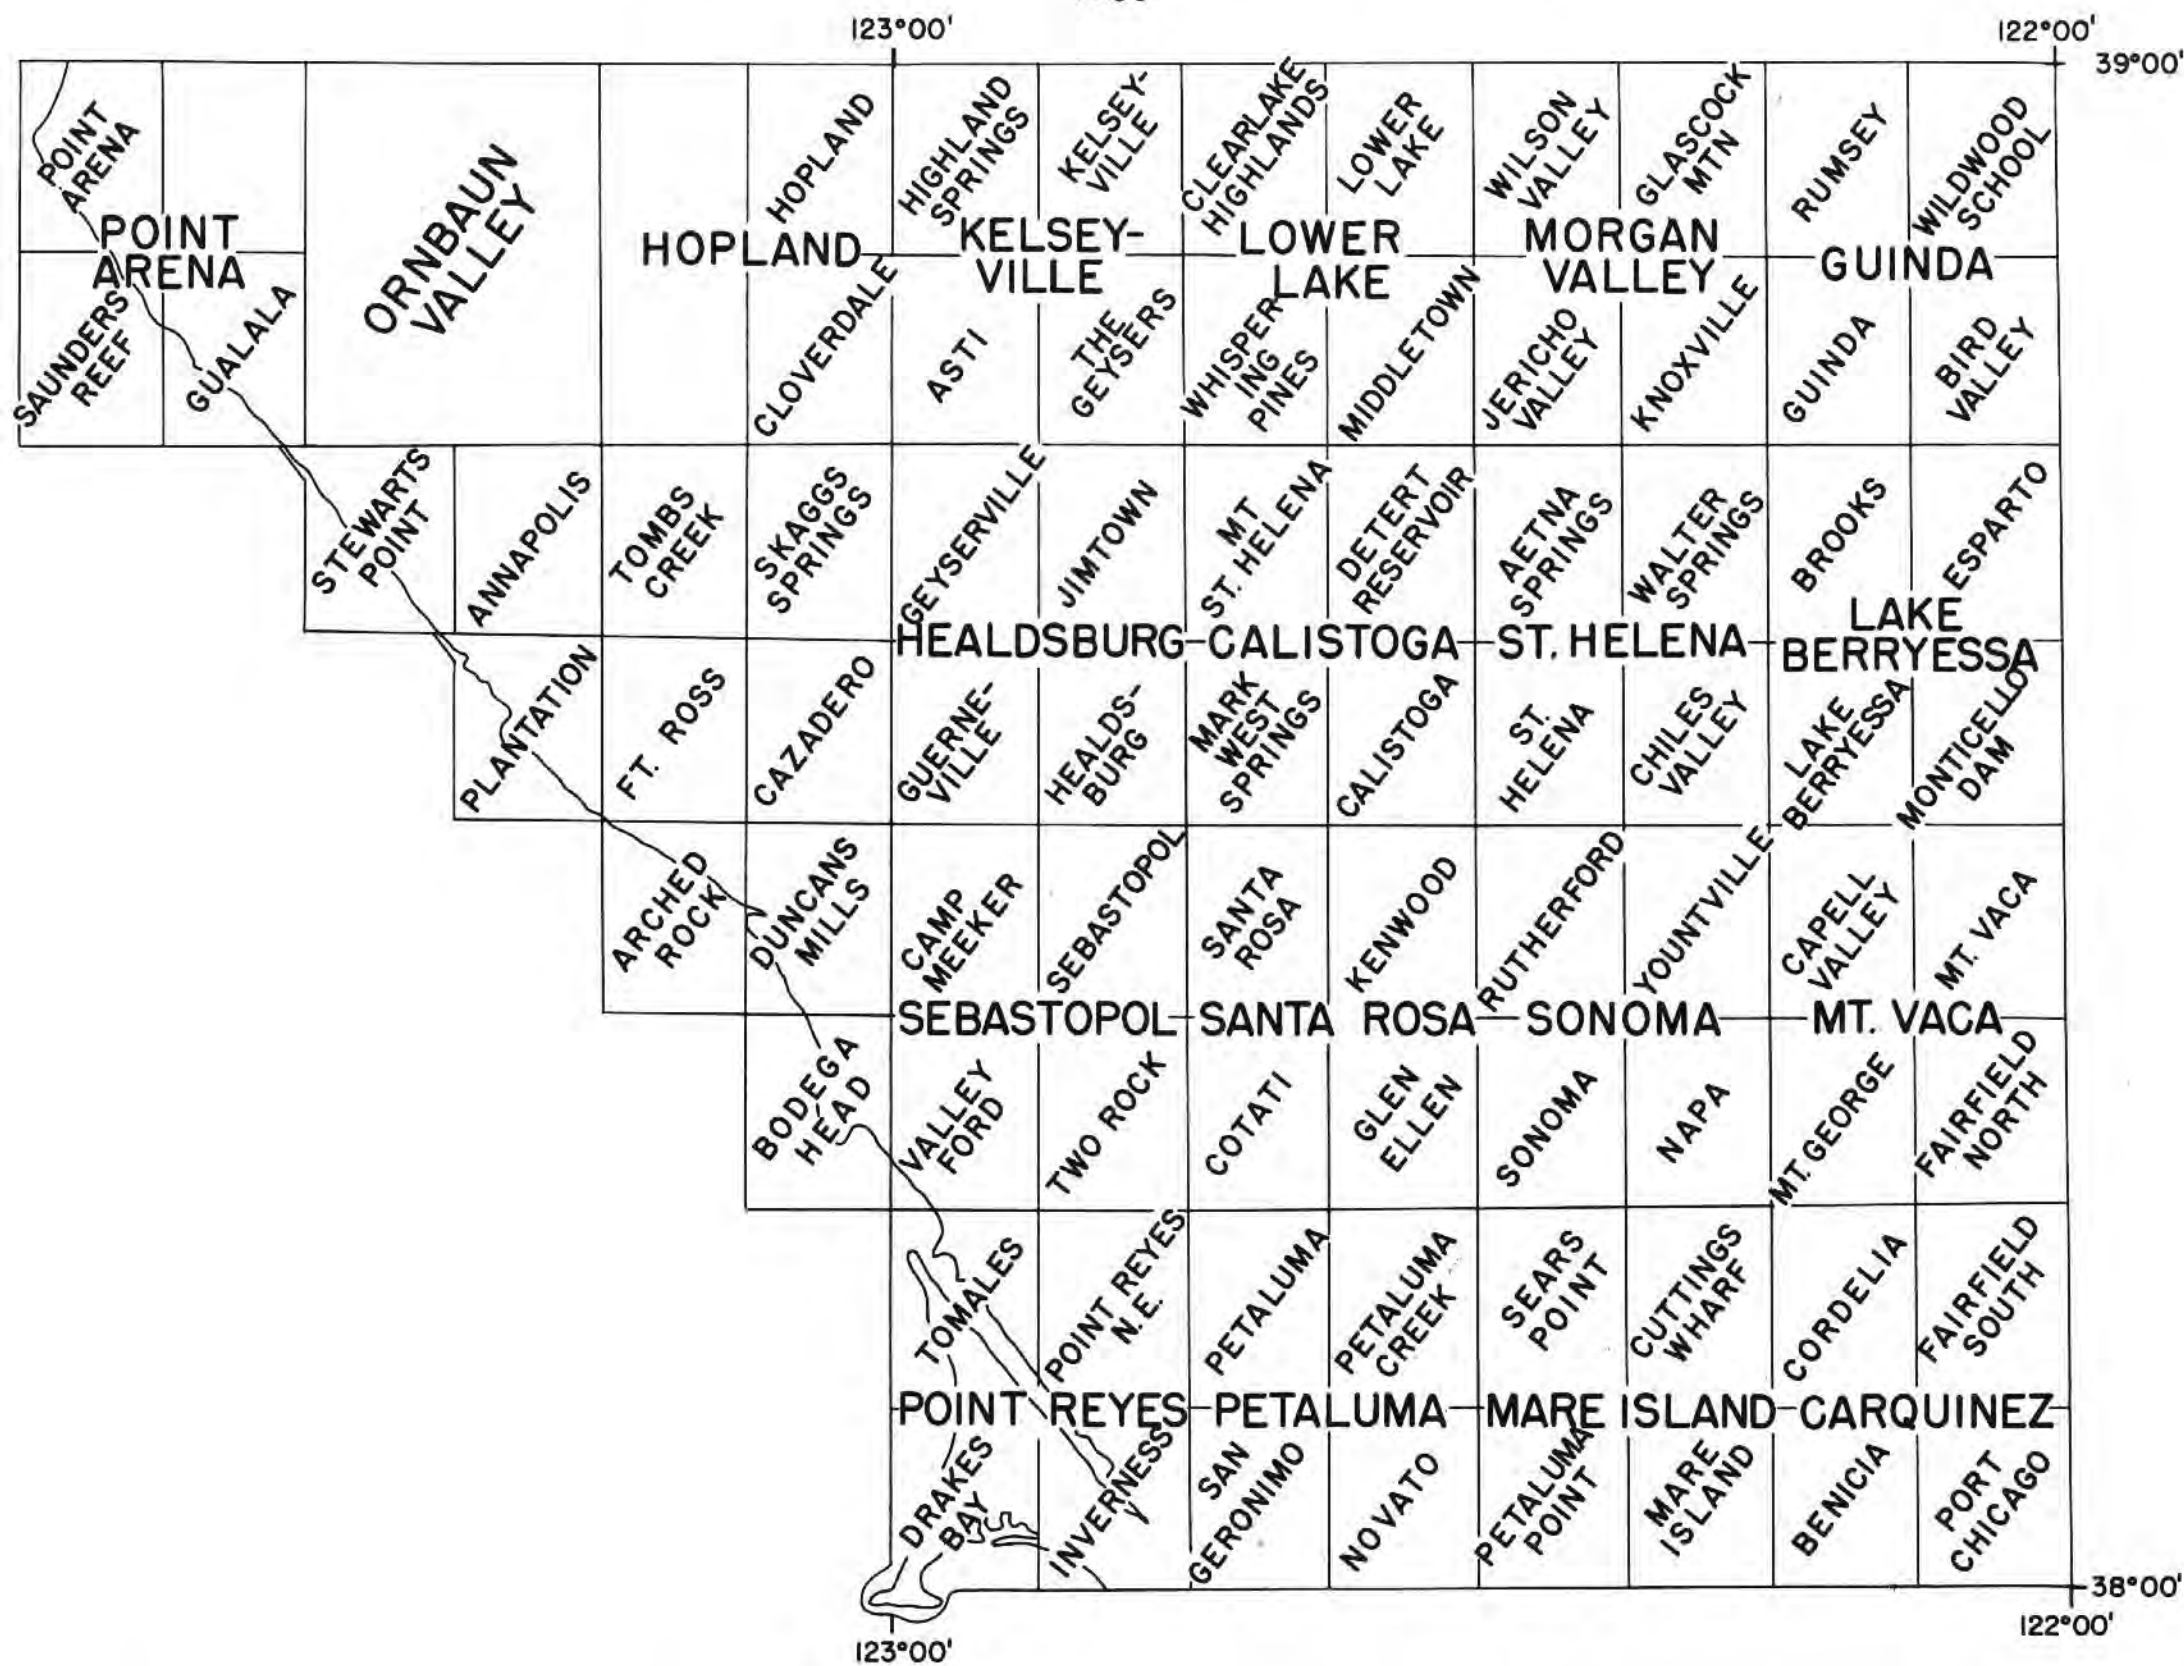 123°00'
122°00'
39°00'
POINT
ARENA
HOPLAND
HIGHLAND
SPRINGS
KELSEY-
VILLE
CLEARLAKE
HIGHLANDS
LOWER
LAKE
WILSON
VALLEY
GLASCOCK
MTN
RUMSEY
WILDWOOD
SCHOOL
POINT
ARENA
ORNBAUN
VALLEY
HOPLAND
KELSEY-
VILLE
LOWER
LAKE
MORGAN
VALLEY
GUINDA
SAUNDERS
REEF
GUALALA
CLOVERDALE
ASTI
THE
GEYSERS
WHISPER-
ING
PINES
MIDDLETOWN
JERICHO
VALLEY
KNOXVILLE
GUINDA
BIRD
VALLEY
STEWARTS
POINT
ANNAPOLIS
TOMBS
CREEK
SKAGGS
SPRINGS
GEYSERVILLE
JIMTOWN
MT
ST. HELENA
DETERT
RESERVOIR
AETNA
SPRINGS
WALTER
SPRINGS
BROOKS
ESPARTO
HEALDSBURG
CALISTOGA
ST. HELENA
LAKE
BERRYESSA
PLANTATION
FT. ROSS
CAZADERO
GUERNE-
VILLE
HEALDS-
BURG
MARK
WEST
SPRINGS
CALISTOGA
ST.
HELENA
CHILES
VALLEY
LAKE
BERRYESSA
MONTICELLO
DAM
ARCHED
ROCK
DUNCANS
MILLS
CAMP
MEEKER
SEBASTOPOL
SANTA
ROSA
KENWOOD
RUTHERFORD
YOUNTVILLE
CAPELL
VALLEY
MT. VACA
SEBASTOPOL
SANTA ROSA
SONOMA
MT. VACA
BODEGA
HEAD
VALLEY
FORD
TWO ROCK
COTATI
GLEN
ELLEN
SONOMA
NAPA
MT. GEORGE
FAIRFIELD
NORTH
TOMALES
POINT REYES
N.E.
PETALUMA
PETALUMA
CREEK
SEARS
POINT
CUTTINGS
WHARF
CORDELIA
FAIRFIELD
SOUTH
POINT REYES
PETALUMA
MARE ISLAND
CARQUINEZ
DRAKES
BAY
INVERNESS
SAN
GERONIMO
NOVATO
PETALUMA
POINT
MARE
ISLAND
BENICIA
PORT
CHICAGO
38°00'
123°00'
122°00'